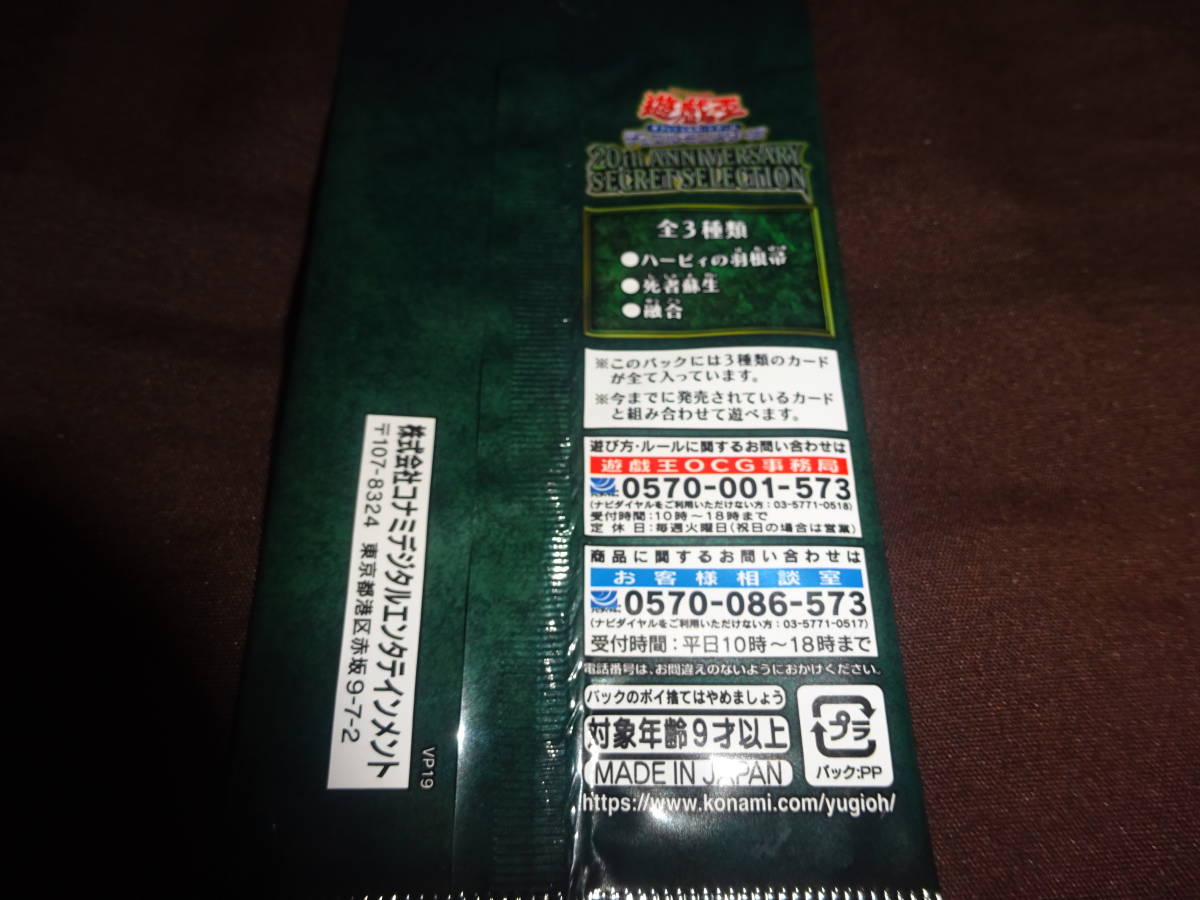 遊戯王
20th ANNIVERSARY
SECRET SELECTION
全3種類
●ハーピィの羽根帚
●死者蘇生
●融合
※このパックには3種類のカード
が全て入っています。
※今までに発売されているカード
と組み合わせて遊べます。
遊び方・ルールに関するお問い合わせは
遊戯王OCG事務局
0570-001-573
(ナビダイヤルをご利用いただけない方:03-5771-0518)
受付時間:10時~18時まで
定休日:毎週火曜日(祝日の場合は営業)
商品に関するお問い合わせは
お客様相談室
0570-086-573
(ナビダイヤルをご利用いただけない方:03-5771-0517)
受付時間:平日10時~18時まで
電話番号は、お間違えのないようにおかけください。
パックのポイ捨てはやめましょう
対象年齢9才以上
MADE IN JAPAN
プラ
パック:PP
https://www.konami.com/yugioh/
株式会社コナミデジタルエンタテインメント
〒107-8324 東京都港区赤坂9-7-2
VP19